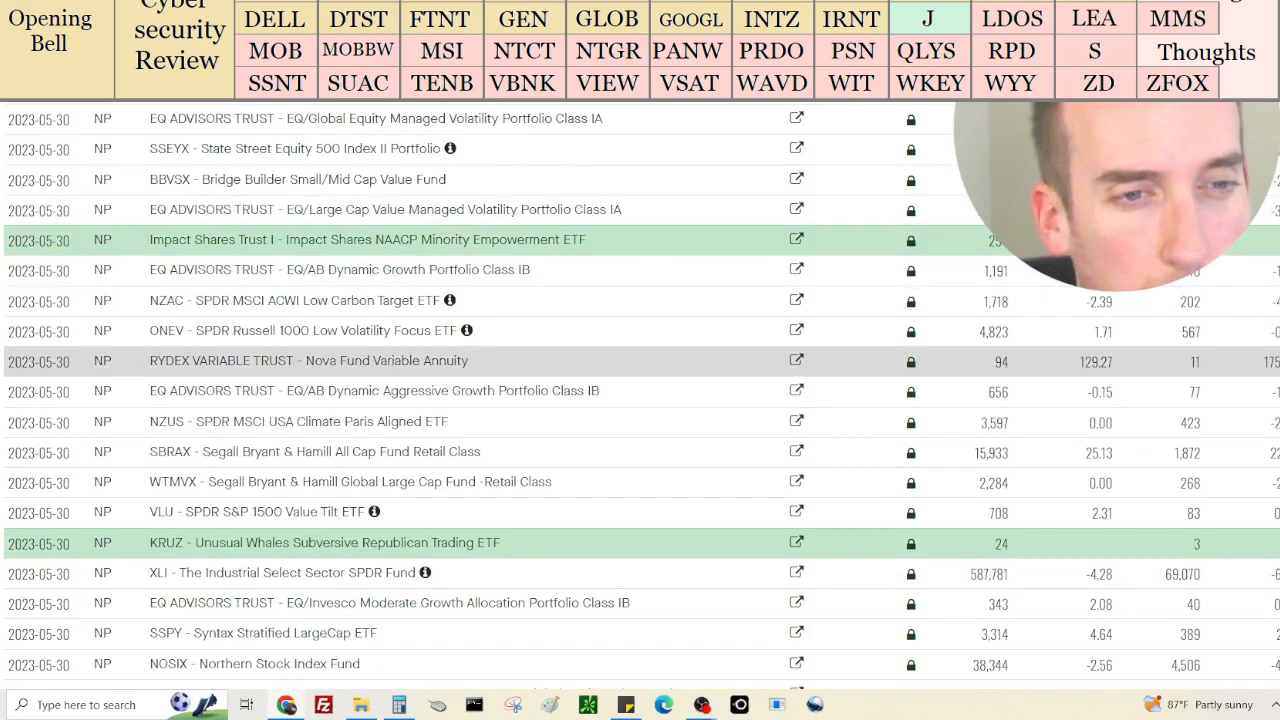 Opening
Bell
Cyber
security
Review
DELL DTST FTNT GEN GLOB GOOGL INTZ IRNT J LDOS LEA MMS
MOB MOBBW MSI NTCT NTGR PANW PRDO PSN QLYS RPD S Thoughts
SSNT SUAC TENB VBNK VIEW VSAT WAVD WIT WKEY WYY ZD ZFOX
2023-05-30 NP EQ ADVISORS TRUST - EQ/Global Equity Managed Volatility Portfolio Class IA
2023-05-30 NP SSEYX - State Street Equity 500 Index II Portfolio
2023-05-30 NP BBVSX - Bridge Builder Small/Mid Cap Value Fund
2023-05-30 NP EQ ADVISORS TRUST - EQ/Large Cap Value Managed Volatility Portfolio Class IA
2023-05-30 NP Impact Shares Trust I - Impact Shares NAACP Minority Empowerment ETF
2023-05-30 NP EQ ADVISORS TRUST - EQ/AB Dynamic Growth Portfolio Class IB 1,191
2023-05-30 NP NZAC - SPDR MSCI ACWI Low Carbon Target ETF 1,718 -2.39 202
2023-05-30 NP ONEV - SPDR Russell 1000 Low Volatility Focus ETF 4,823 1.71 567
2023-05-30 NP RYDEX VARIABLE TRUST - Nova Fund Variable Annuity 94 129.27 11 175
2023-05-30 NP EQ ADVISORS TRUST - EQ/AB Dynamic Aggressive Growth Portfolio Class IB 656 -0.15 77
2023-05-30 NP NZUS - SPDR MSCI USA Climate Paris Aligned ETF 3,597 0.00 423
2023-05-30 NP SBRAX - Segall Bryant & Hamill All Cap Fund Retail Class 15,933 25.13 1,872
2023-05-30 NP WTMVX - Segall Bryant & Hamill Global Large Cap Fund -Retail Class 2,284 0.00 268
2023-05-30 NP VLU - SPDR S&P 1500 Value Tilt ETF 708 2.31 83
2023-05-30 NP KRUZ - Unusual Whales Subversive Republican Trading ETF 24 3
2023-05-30 NP XLI - The Industrial Select Sector SPDR Fund 587,781 -4.28 69,070
2023-05-30 NP EQ ADVISORS TRUST - EQ/Invesco Moderate Growth Allocation Portfolio Class IB 343 2.08 40
2023-05-30 NP SSPY - Syntax Stratified LargeCap ETF 3,314 4.64 389
2023-05-30 NP NOSIX - Northern Stock Index Fund 38,344 -2.56 4,506
Type here to search 87°F Partly sunny